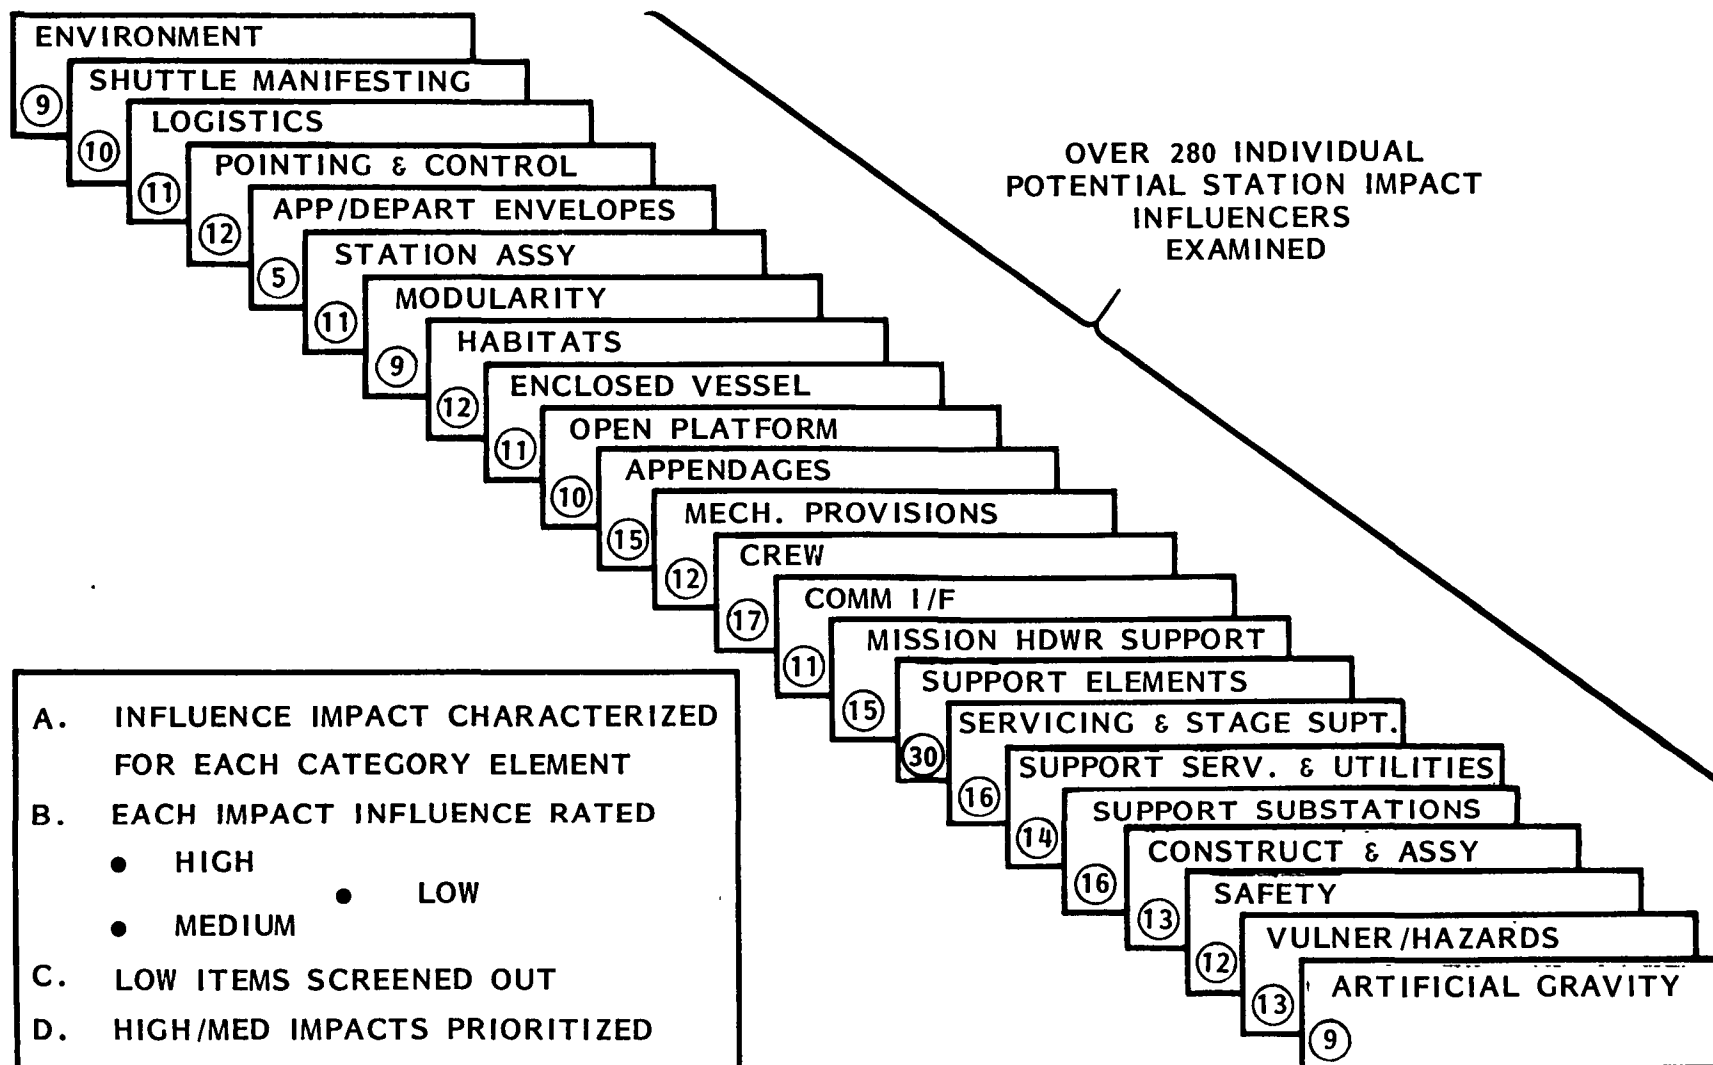 ENVIRONMENT
9
SHUTTLE MANIFESTING
10
LOGISTICS
11
POINTING & CONTROL
12
APP/DEPART ENVELOPES
5
STATION ASSY
11
MODULARITY
9
HABITATS
12
ENCLOSED VESSEL
11
OPEN PLATFORM
10
APPENDAGES
15
MECH. PROVISIONS
12
CREW
17
COMM I/F
11
MISSION HDWR SUPPORT
15
SUPPORT ELEMENTS
30
SERVICING & STAGE SUPT.
16
SUPPORT SERV. & UTILITIES
14
SUPPORT SUBSTATIONS
16
CONSTRUCT & ASSY
13
SAFETY
12
VULNER/HAZARDS
13
ARTIFICIAL GRAVITY
9
OVER 280 INDIVIDUAL
POTENTIAL STATION IMPACT
INFLUENCERS
EXAMINED
A. INFLUENCE IMPACT CHARACTERIZED
FOR EACH CATEGORY ELEMENT
B. EACH IMPACT INFLUENCE RATED
● HIGH
● LOW
● MEDIUM
C. LOW ITEMS SCREENED OUT
D. HIGH/MED IMPACTS PRIORITIZED